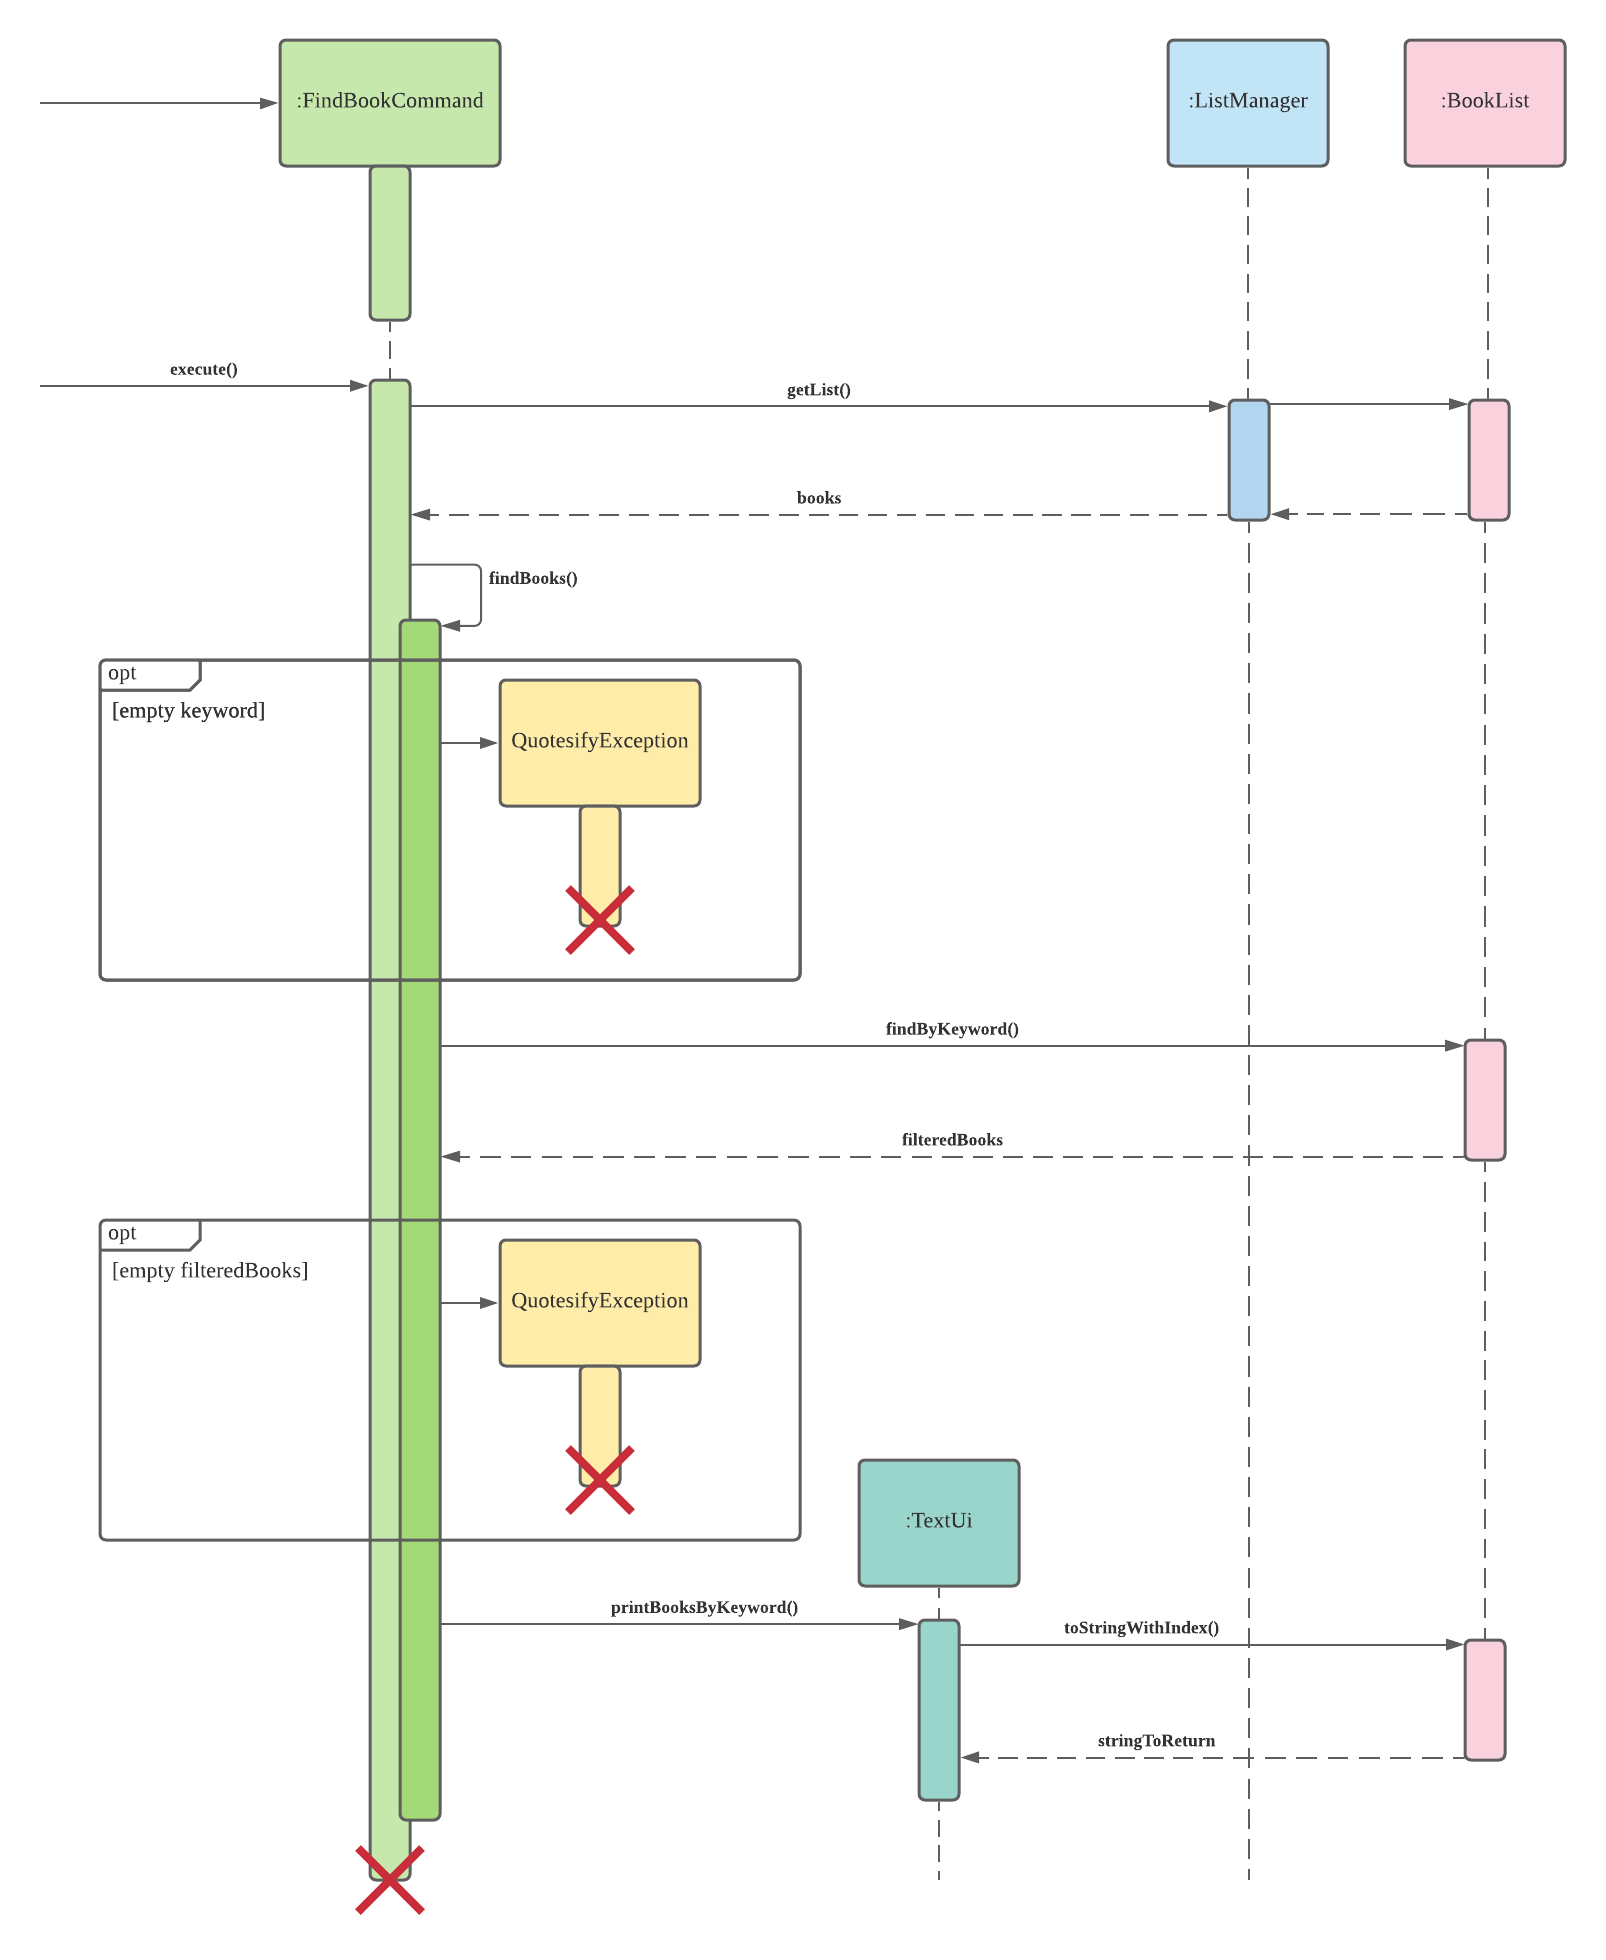 :FindBookCommand
:ListManager
:BookList
execute()
getList()
books
findBooks()
opt
[empty keyword]
QuotesifyException
findByKeyword()
filteredBooks
opt
[empty filteredBooks]
QuotesifyException
:TextUi
printBooksByKeyword()
toStringWithIndex()
stringToReturn